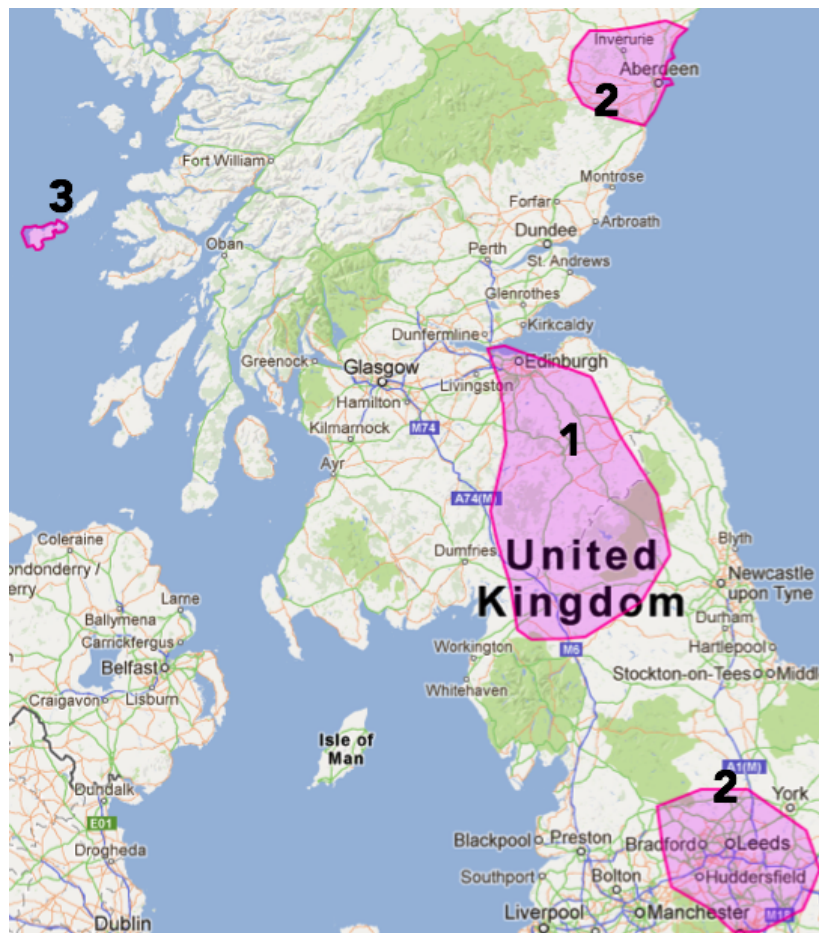 Inverurie
Aberdeen
2
Fort William
Montrose
3
Forfar
Arbroath
Oban
Dundee
Perth
St. Andrews
Glenrothes
Dunfermline
Kirkcaldy
Greenock
Glasgow
Edinburgh
Livingston
Hamilton
M74
1
Kilmarnock
Ayr
A74(M)
Coleraine
Londonderry /
erry
Dumfries
United
Kingdom
Blyth
Newcastle
upon Tyne
Larne
Ballymena
Carrickfergus
Durham
Belfast
Workington
M6
Hartlepool
Craigavon
Lisburn
Whitehaven
Stockton-on-Tees
Middl
Isle of
Man
A1(M)
2
York
Dundalk
E01
Drogheda
Blackpool
Preston
Bradford
Leeds
Southport
Bolton
Huddersfield
Dublin
Liverpool
Manchester
M18